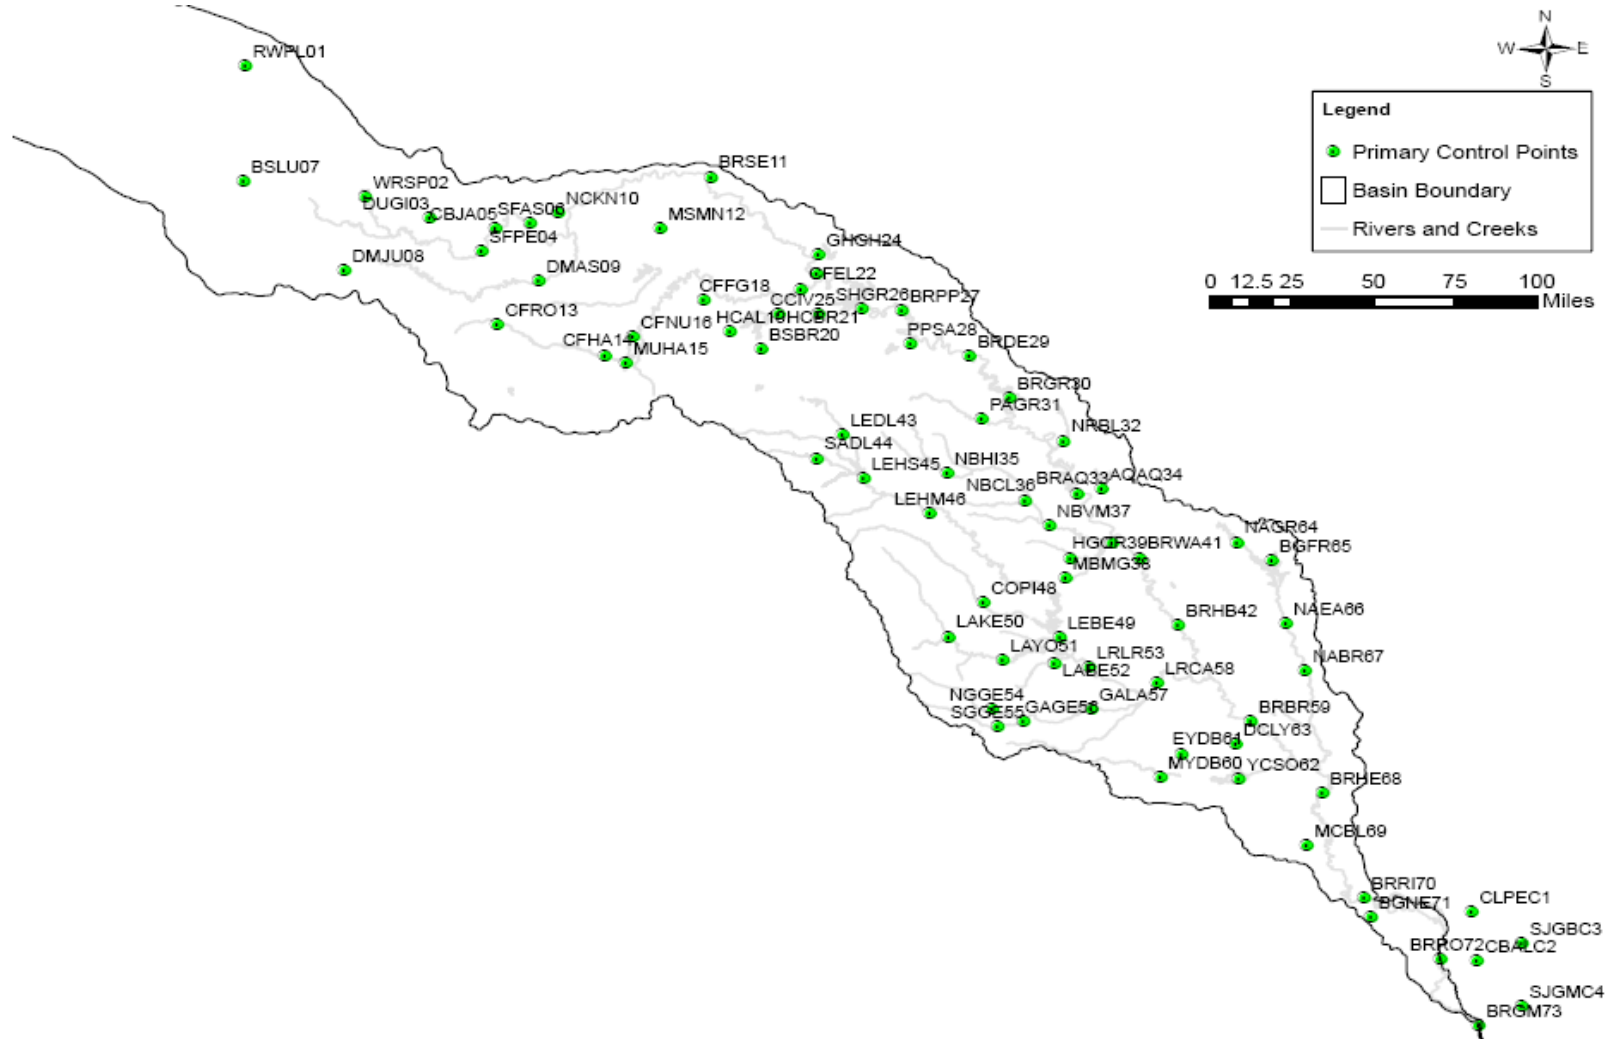 N
RWPL01
W E
S
Legend
Primary Control Points
BRSE11
BSLU07
WRSP02
Basin Boundary
DUGI03
NCKN10
SFAS06
CBJA05
MSMN12
Rivers and Creeks
SFPE04
GHGH24
DMJU08
DMAS09
CFEL22
0 12.5 25 50 75 100
Miles
CFFG18
CCIV25
SHGR26
BRPP27
CFRO13
HCAL19
HCBR21
CFNU16
PPSA28
BSBR20
CFHA14
MUHA15
BRDE29
BRGR30
PAGR31
LEDL43
NRBL32
SADL44
NBHI35
LEHS45
AQAQ34
BRAQ33
NBCL36
LEHM46
NBVM37
NAGR64
HGCR39
BRWA41
BGFR65
MBMG38
COPI48
BRHB42
NAEA66
LAKE50
LEBE49
LAYO51
LRLR53
NABR67
LABE52
LRCA58
NGGE54
GALA57
SGGE55
GAGE56
BRBR59
DCLY63
EYDB61
MYDB60
YCSO62
BRHE68
MCBL69
BRRI70
CLPEC1
BGNE71
SJGBC3
BRRO72
CBALC2
SJGMC4
BRGM73